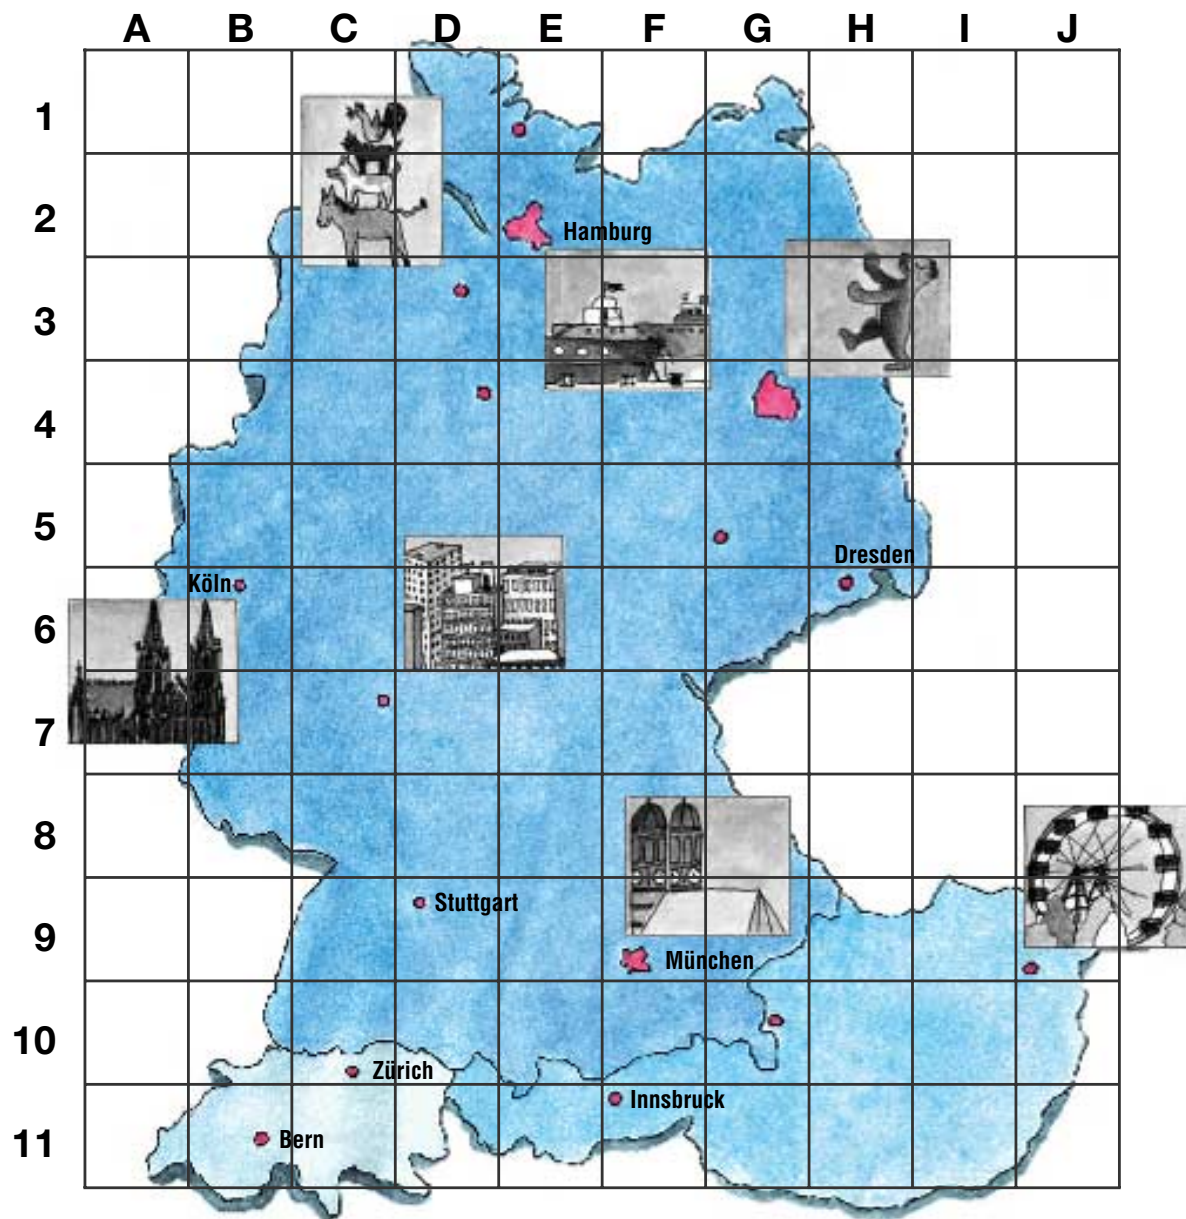 A B C D E F G H I J
1
2
Hamburg
3
4
5
Dresden
Köln
6
7
8
Stuttgart
9
München
10
Zürich
Innsbruck
11
Bern